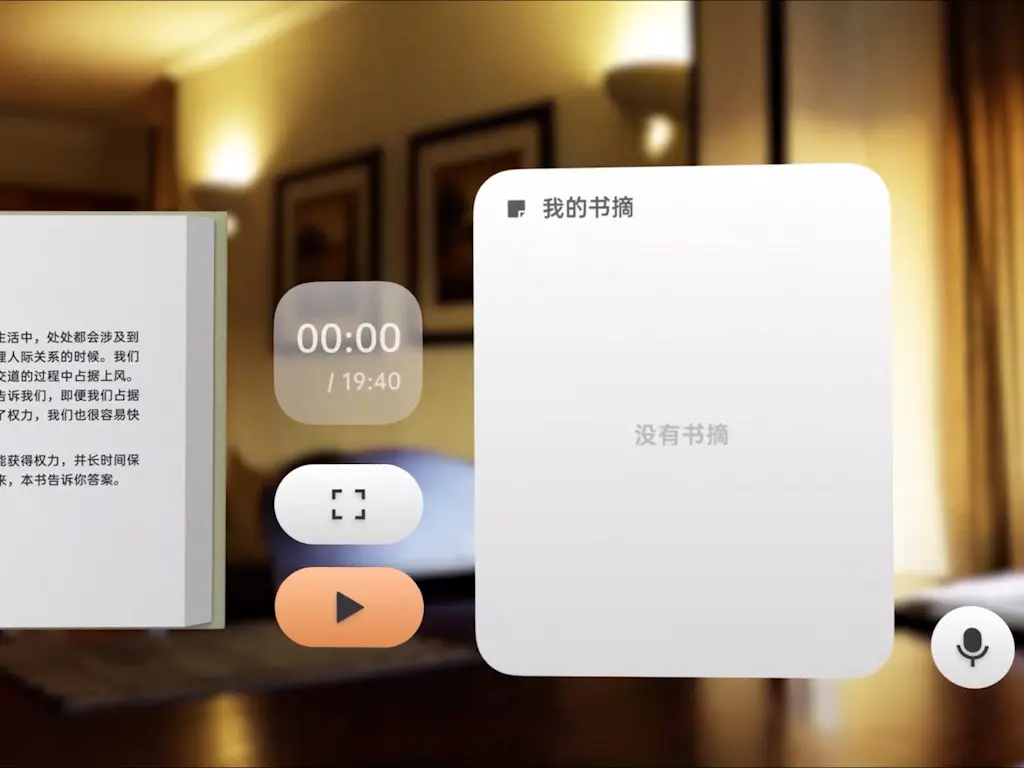 生活中，处处都会涉及到
理人际关系的时候。我们
交道的过程中占据上风。
告诉我们，即便我们占据
了权力，我们也很容易快
能获得权力，并长时间保
来，本书告诉你答案。
00:00
/ 19:40
我的书摘
没有书摘